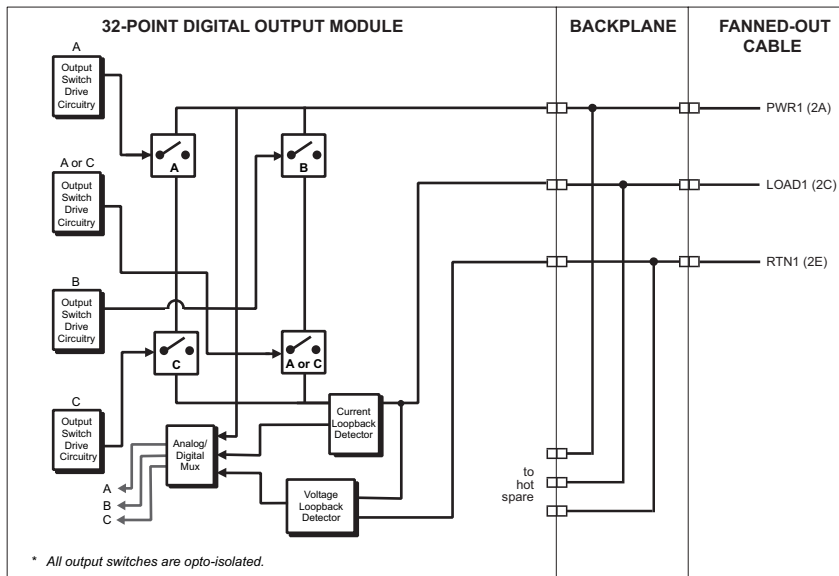 32-POINT DIGITAL OUTPUT MODULE
BACKPLANE
FANNED-OUT
CABLE
A
Output
Switch
Drive
Circuitry
A or C
Output
Switch
Drive
Circuitry
B
Output
Switch
Drive
Circuitry
C
Output
Switch
Drive
Circuitry
A
B
C
A or C
PWR1 (2A)
LOAD1 (2C)
RTN1 (2E)
Current
Loopback
Detector
Analog/
Digital
Mux
Voltage
Loopback
Detector
A
B
C
to
hot
spare
* All output switches are opto-isolated.